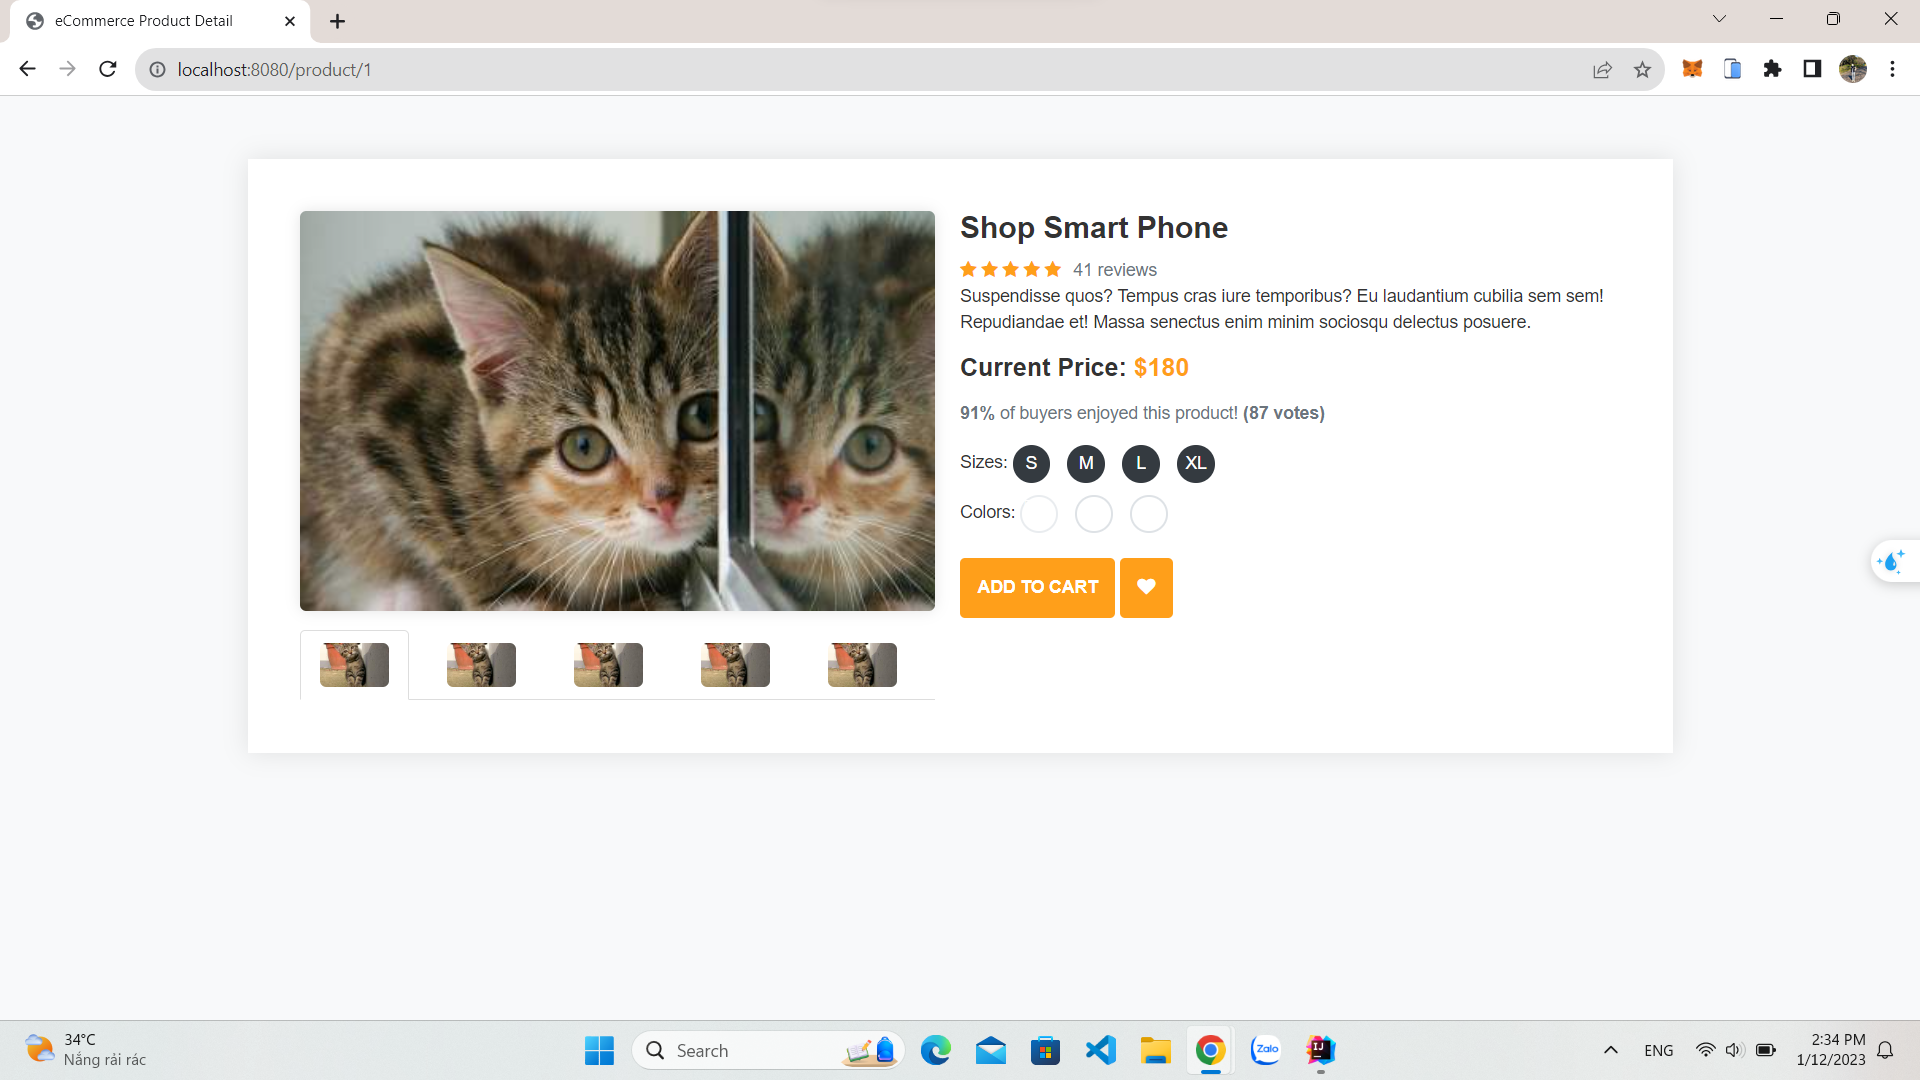 eCommerce Product Detail
localhost:8080/product/1
Shop Smart Phone
41 reviews
Suspendisse quos? Tempus cras iure temporibus? Eu laudantium cubilia sem sem!
Repudiandae et! Massa senectus enim minim sociosqu delectus posuere.
Current Price: $180
91% of buyers enjoyed this product! (87 votes)
Sizes: S M L XL
Colors:
ADD TO CART
34°C
Nắng rải rác
Search
Zalo
IJ
ENG
2:34 PM
1/12/2023